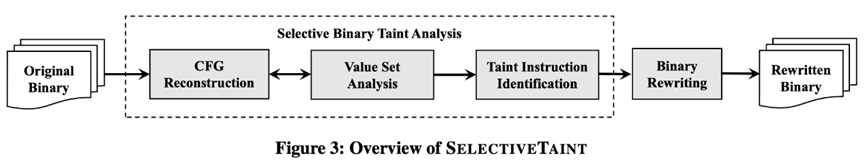 Selective Binary Taint Analysis
Original
Binary
CFG
Reconstruction
Value Set
Analysis
Taint Instruction
Identification
Binary
Rewriting
Rewritten
Binary
Figure 3: Overview of SELECTIVETAINT